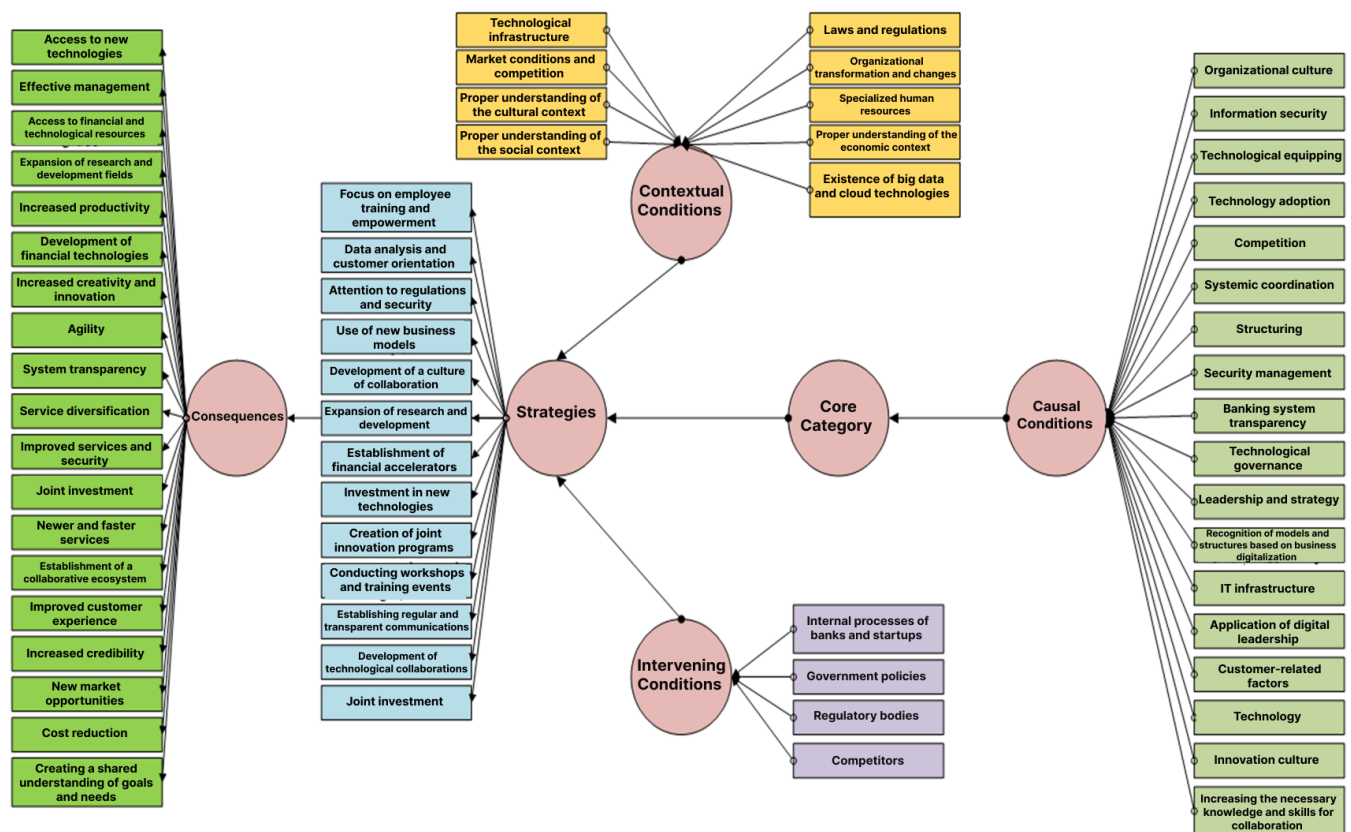 Access to new
technologies
Effective management
Access to financial and
technological resources
Expansion of research and
development fields
Increased productivity
Development of
financial technologies
Increased creativity and
innovation
Agility
System transparency
Service diversification
Improved services and
security
Joint investment
Newer and faster
services
Establishment of a
collaborative ecosystem
Improved customer
experience
Increased credibility
New market
opportunities
Cost reduction
Creating a shared
understanding of goals
and needs
Consequences
Focus on employee
training and
empowerment
Data analysis and
customer orientation
Attention to regulations
and security
Use of new business
models
Development of a culture
of collaboration
Expansion of research and
development
Establishment of
financial accelerators
Investment in new
technologies
Creation of joint
innovation programs
Conducting workshops
and training events
Establishing regular and
transparent communications
Development of
technological collaborations
Joint investment
Strategies
Technological
infrastructure
Market conditions and
competition
Proper understanding of
the cultural context
Proper understanding of
the social context
Laws and regulations
Organizational
transformation and changes
Specialized human
resources
Proper understanding of the
economic context
Existence of big data
and cloud technologies
Contextual
Conditions
Core
Category
Intervening
Conditions
Internal processes of
banks and startups
Government policies
Regulatory bodies
Competitors
Causal
Conditions
Organizational culture
Information security
Technological equipping
Technology adoption
Competition
Systemic coordination
Structuring
Security management
Banking system
transparency
Technological
governance
Leadership and strategy
Recognition of models and
structures based on business
digitalization
IT infrastructure
Application of digital
leadership
Customer-related
factors
Technology
Innovation culture
Increasing the necessary
knowledge and skills for
collaboration